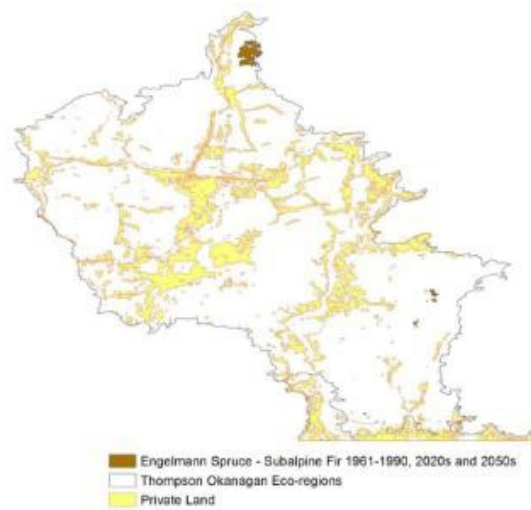 Engelmann Spruce - Subalpine Fir 1961-1990, 2020s and 2050s
Thompson Okanagan Eco-regions
Private Land